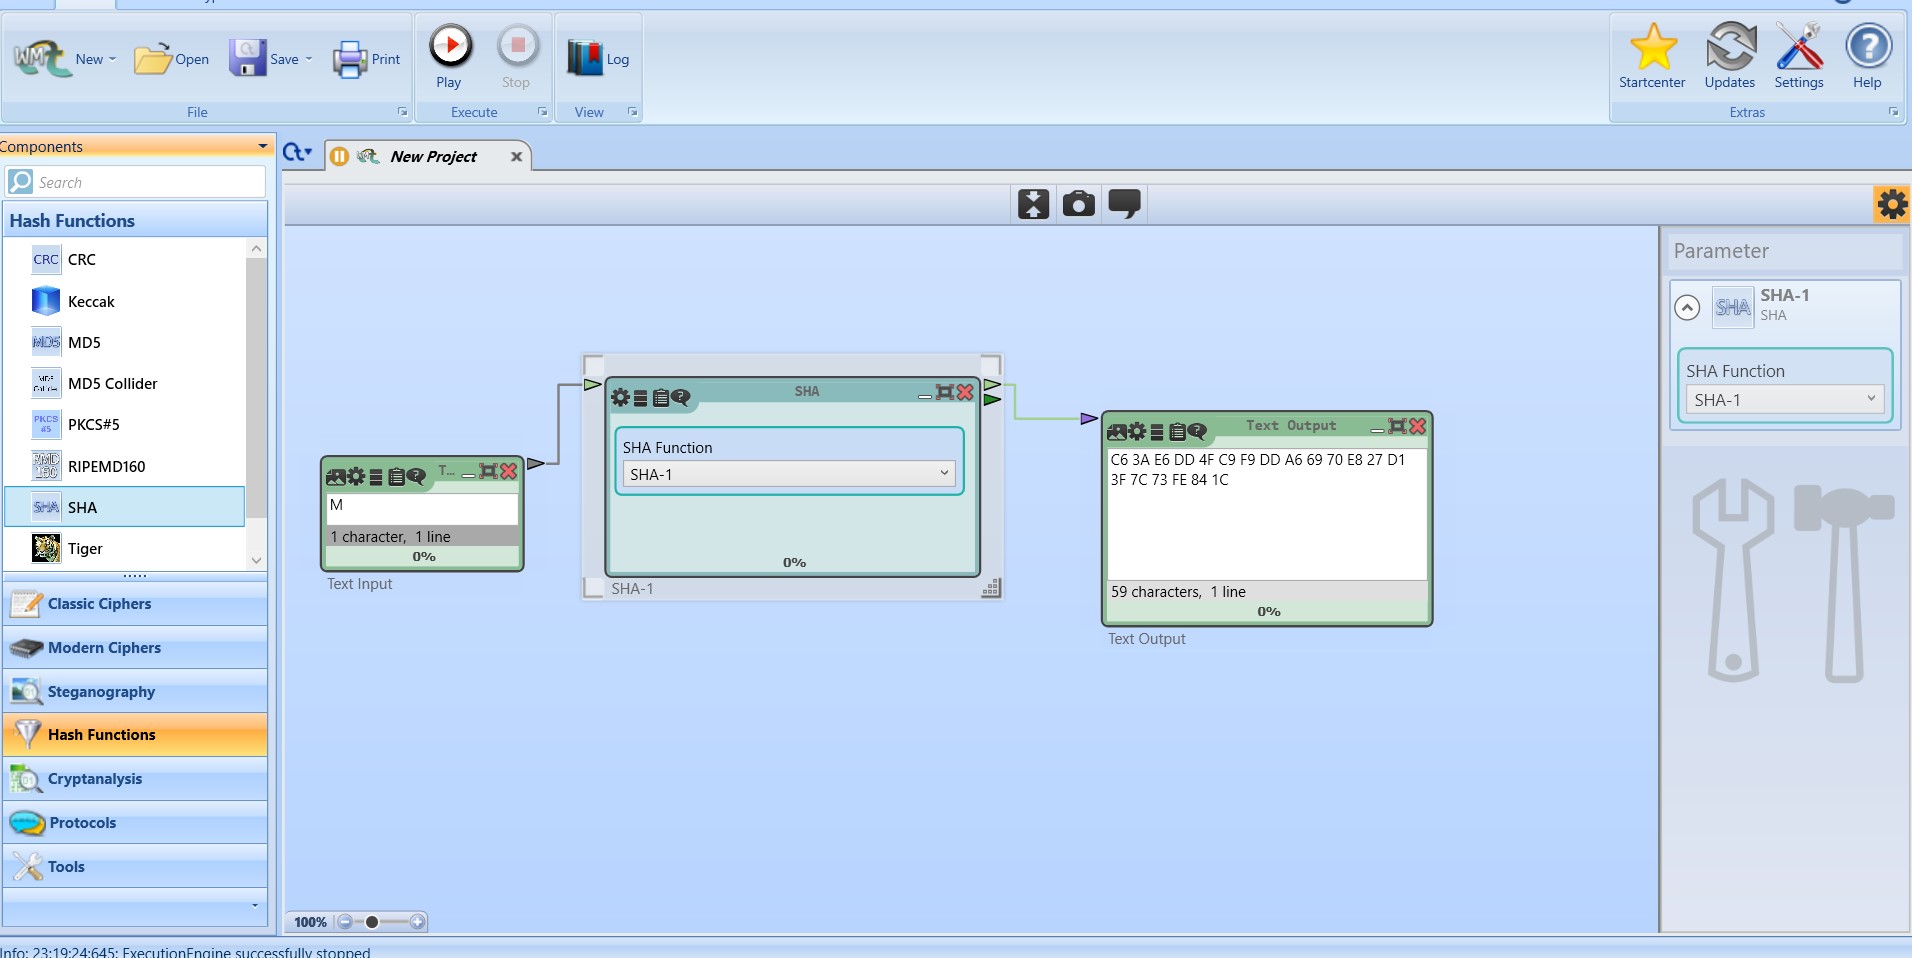 New
Open
Save
Print
Play
Stop
Log
Startcenter
Updates
Settings
Help
File
Execute
View
Extras
Components
New Project
Search
Hash Functions
CRC
CRC
Keccak
MD5
MD5
MD5 Collider
PKCS
#5
PKCS#5
RMD
160
RIPEMD160
SHA
SHA
Tiger
Classic Ciphers
Modern Ciphers
Steganography
Hash Functions
Cryptanalysis
Protocols
Tools
T...
M
1 character, 1 line
0%
Text Input
SHA
SHA Function
SHA-1
0%
SHA-1
Text Output
C6 3A E6 DD 4F C9 F9 DD A6 69 70 E8 27 D1
3F 7C 73 FE 84 1C
59 characters, 1 line
0%
Text Output
Parameter
SHA
SHA-1
SHA
SHA Function
SHA-1
100%
Info: 23:19:24:645: ExecutionEngine successfully stopped